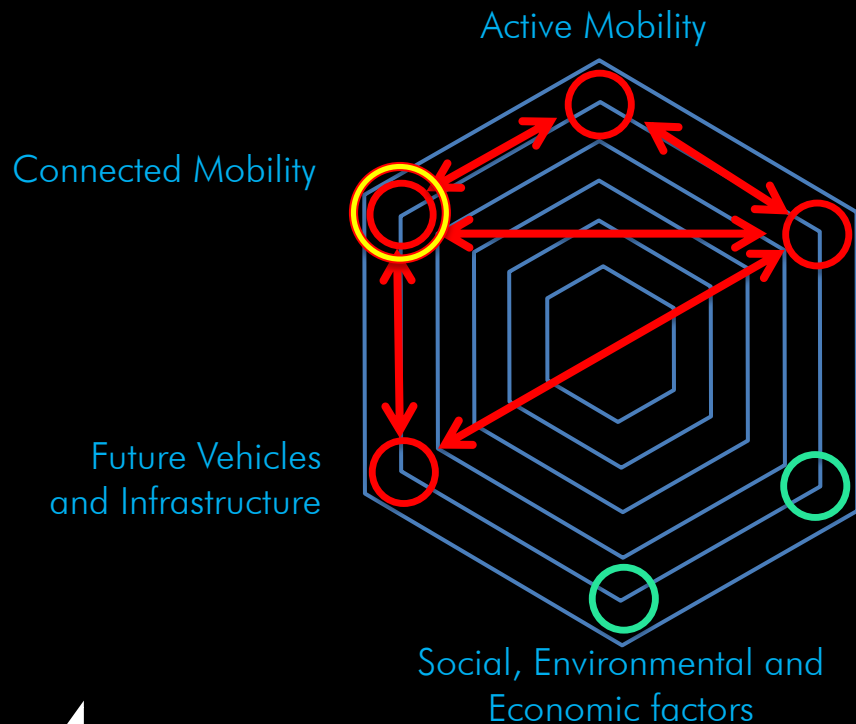 Active Mobility
Connected Mobility
Future Vehicles
and Infrastructure
Social, Environmental and
Economic factors